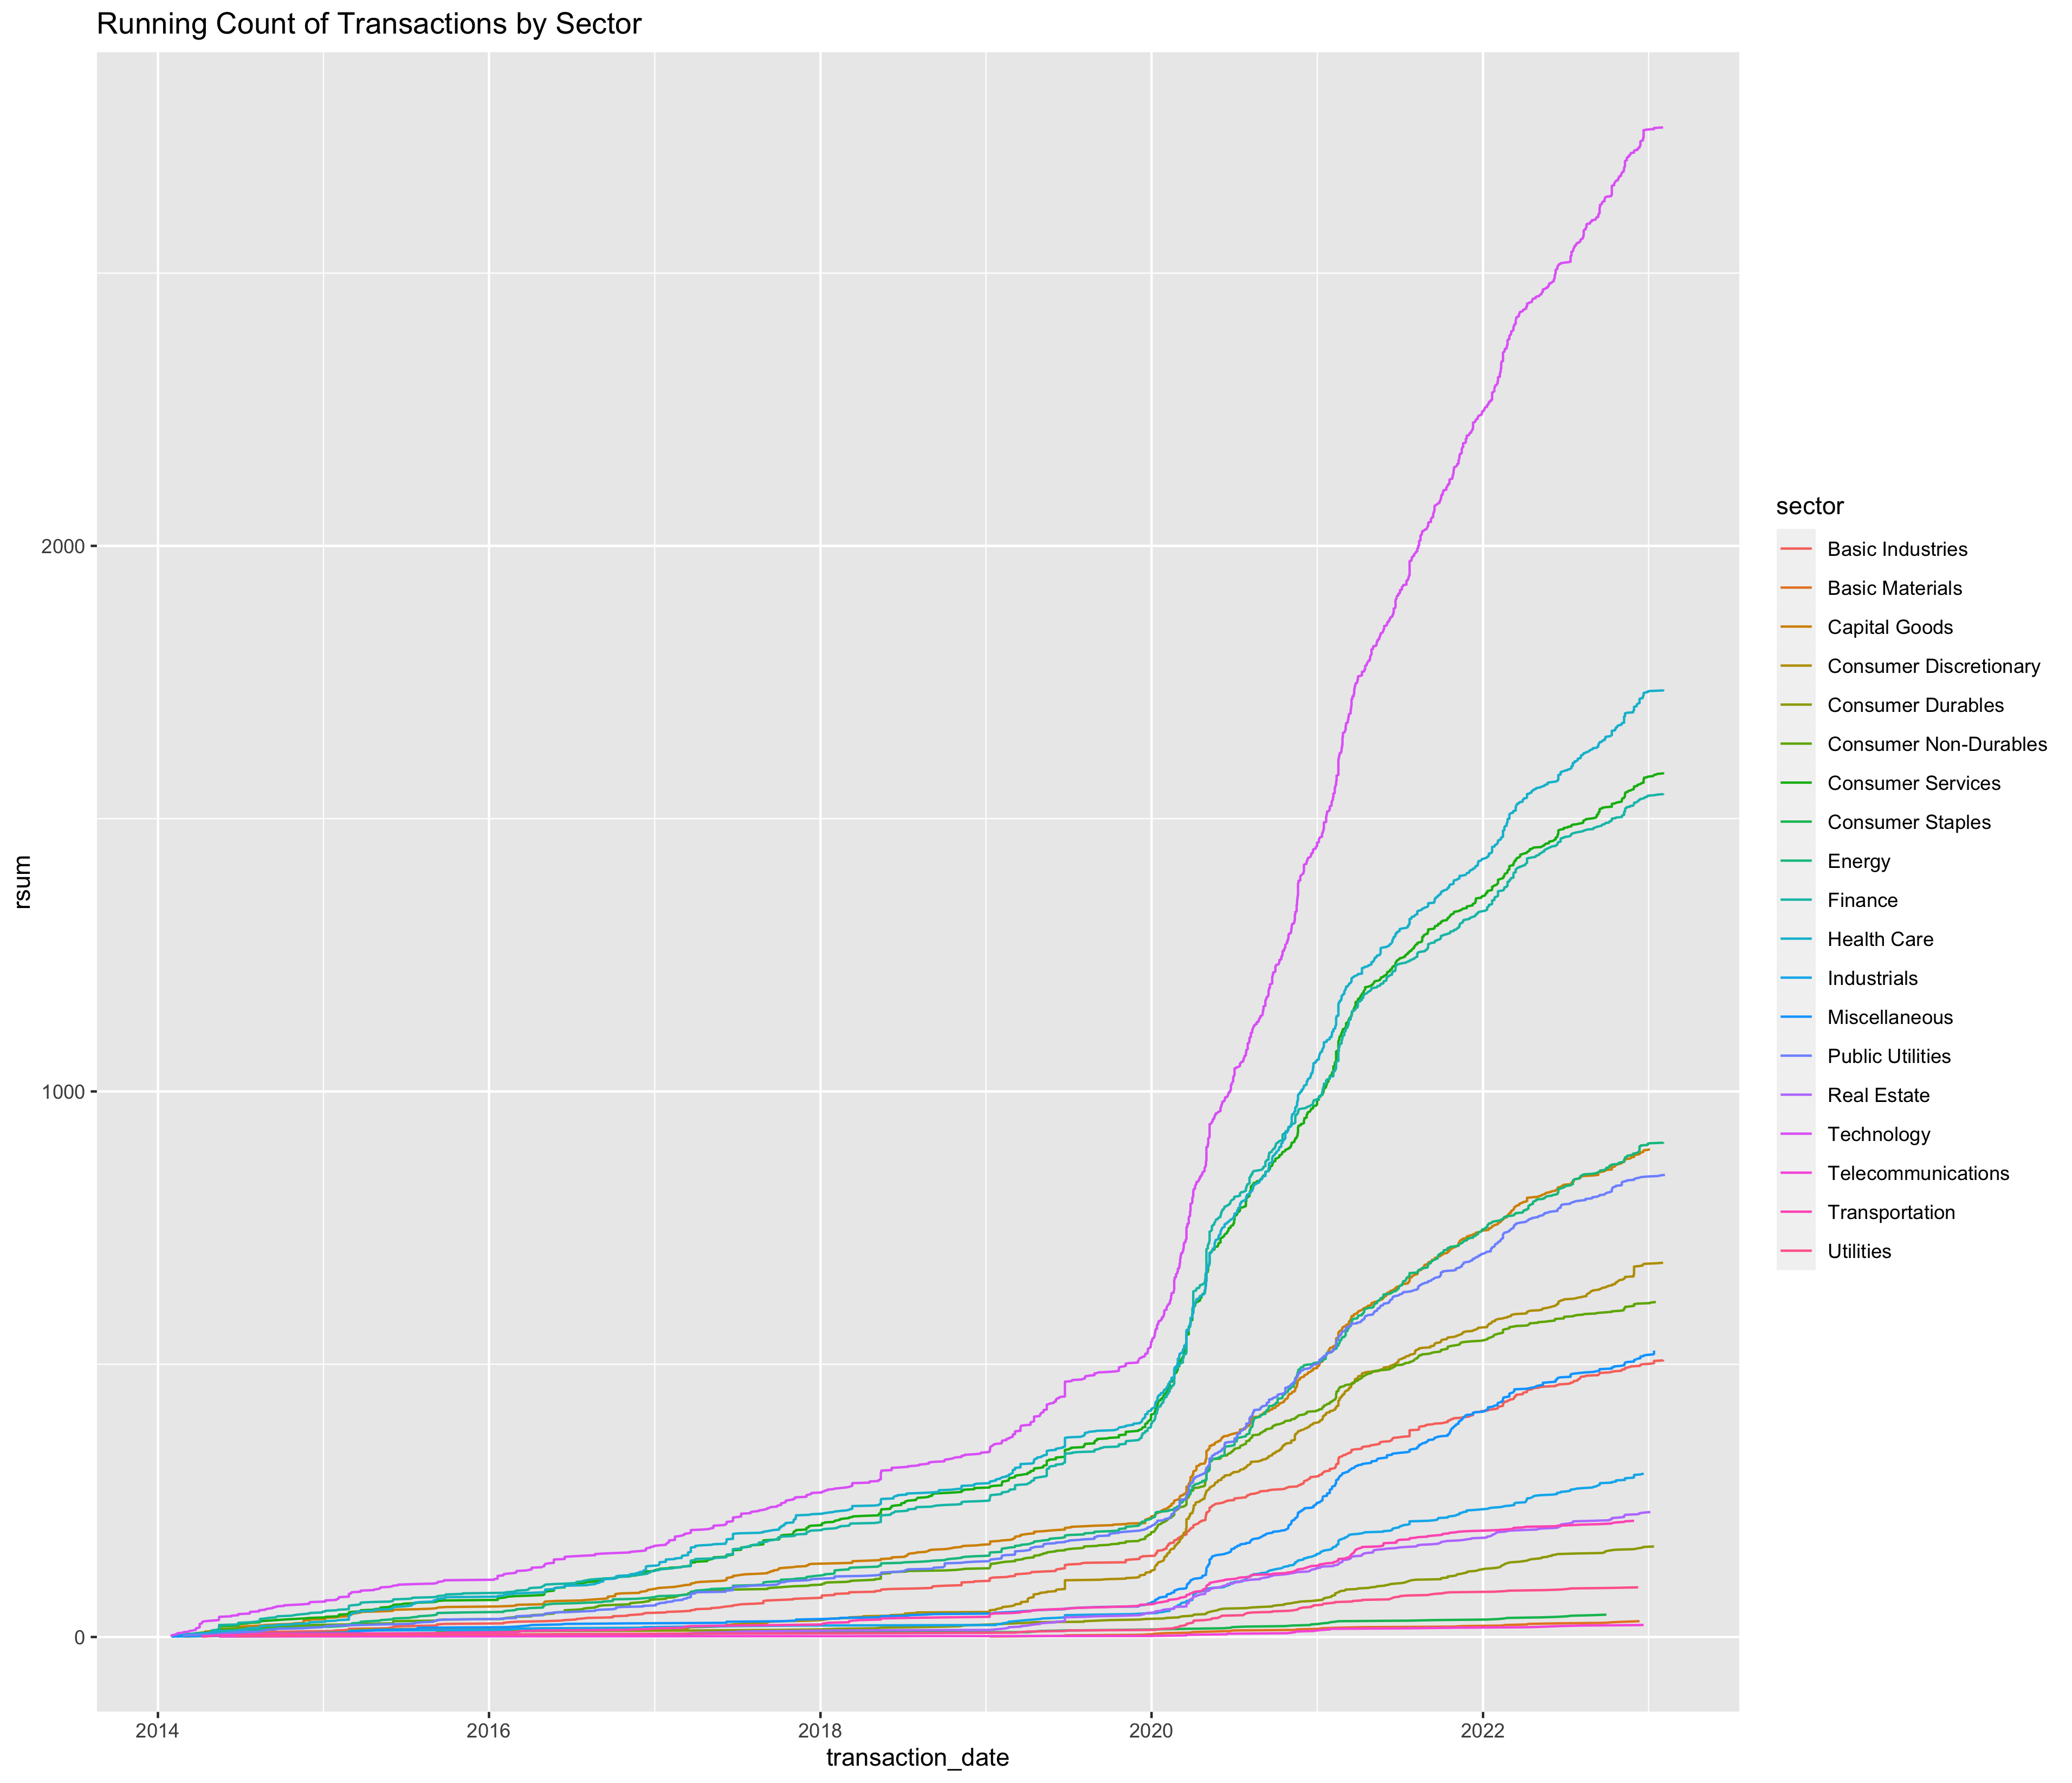 Running Count of Transactions by Sector
rsum
2000
1000
0
2014
2016
2018
2020
2022
transaction_date
sector
Basic Industries
Basic Materials
Capital Goods
Consumer Discretionary
Consumer Durables
Consumer Non-Durables
Consumer Services
Consumer Staples
Energy
Finance
Health Care
Industrials
Miscellaneous
Public Utilities
Real Estate
Technology
Telecommunications
Transportation
Utilities